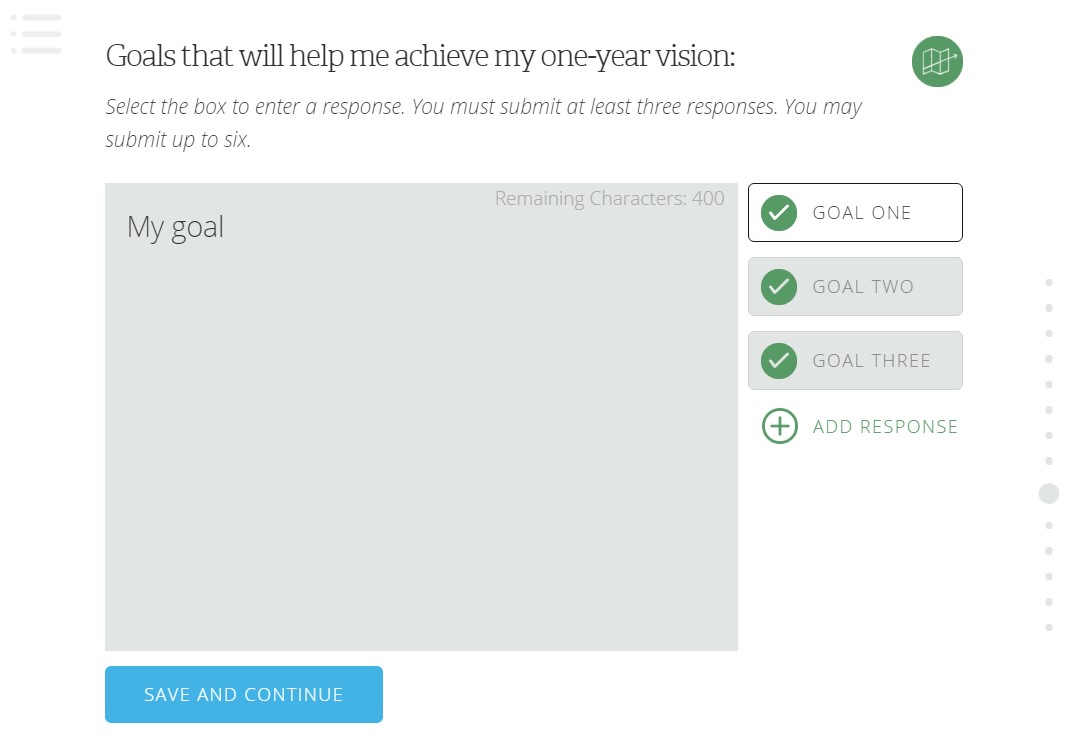 Goals that will help me achieve my one-year vision:
Select the box to enter a response. You must submit at least three responses. You may
submit up to six.
Remaining Characters: 400
My goal
GOAL ONE
GOAL TWO
GOAL THREE
ADD RESPONSE
SAVE AND CONTINUE